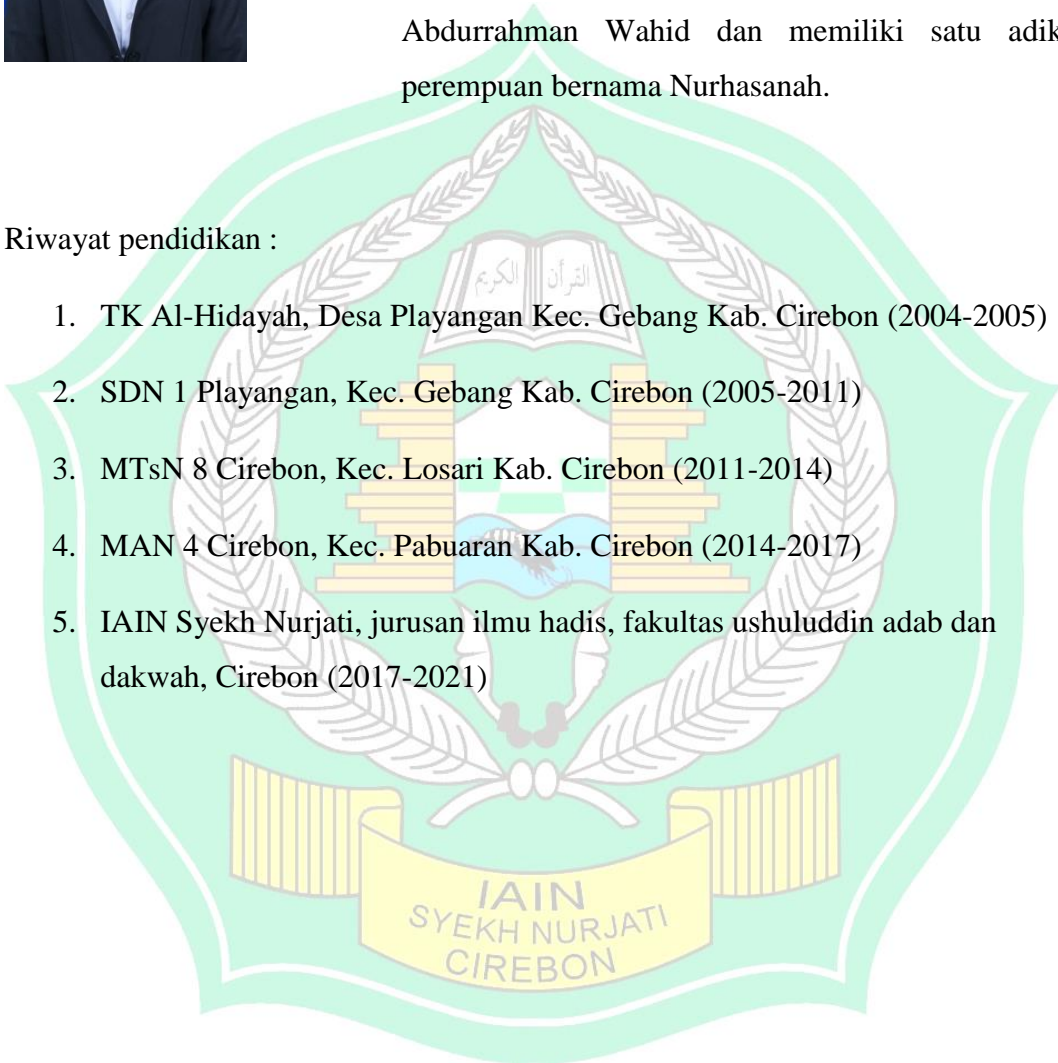 Abdurrahman Wahid dan memiliki satu adik
perempuan bernama Nurhasanah.
Riwayat pendidikan :
القرآن الكريم
1. TK Al-Hidayah, Desa Playangan Kec. Gebang Kab. Cirebon (2004-2005)
2. SDN 1 Playangan, Kec. Gebang Kab. Cirebon (2005-2011)
3. MTsN 8 Cirebon, Kec. Losari Kab. Cirebon (2011-2014)
4. MAN 4 Cirebon, Kec. Pabuaran Kab. Cirebon (2014-2017)
5. IAIN Syekh Nurjati, jurusan ilmu hadis, fakultas ushuluddin adab dan
dakwah, Cirebon (2017-2021)
IAIN
SYEKH NURJATI
CIREBON